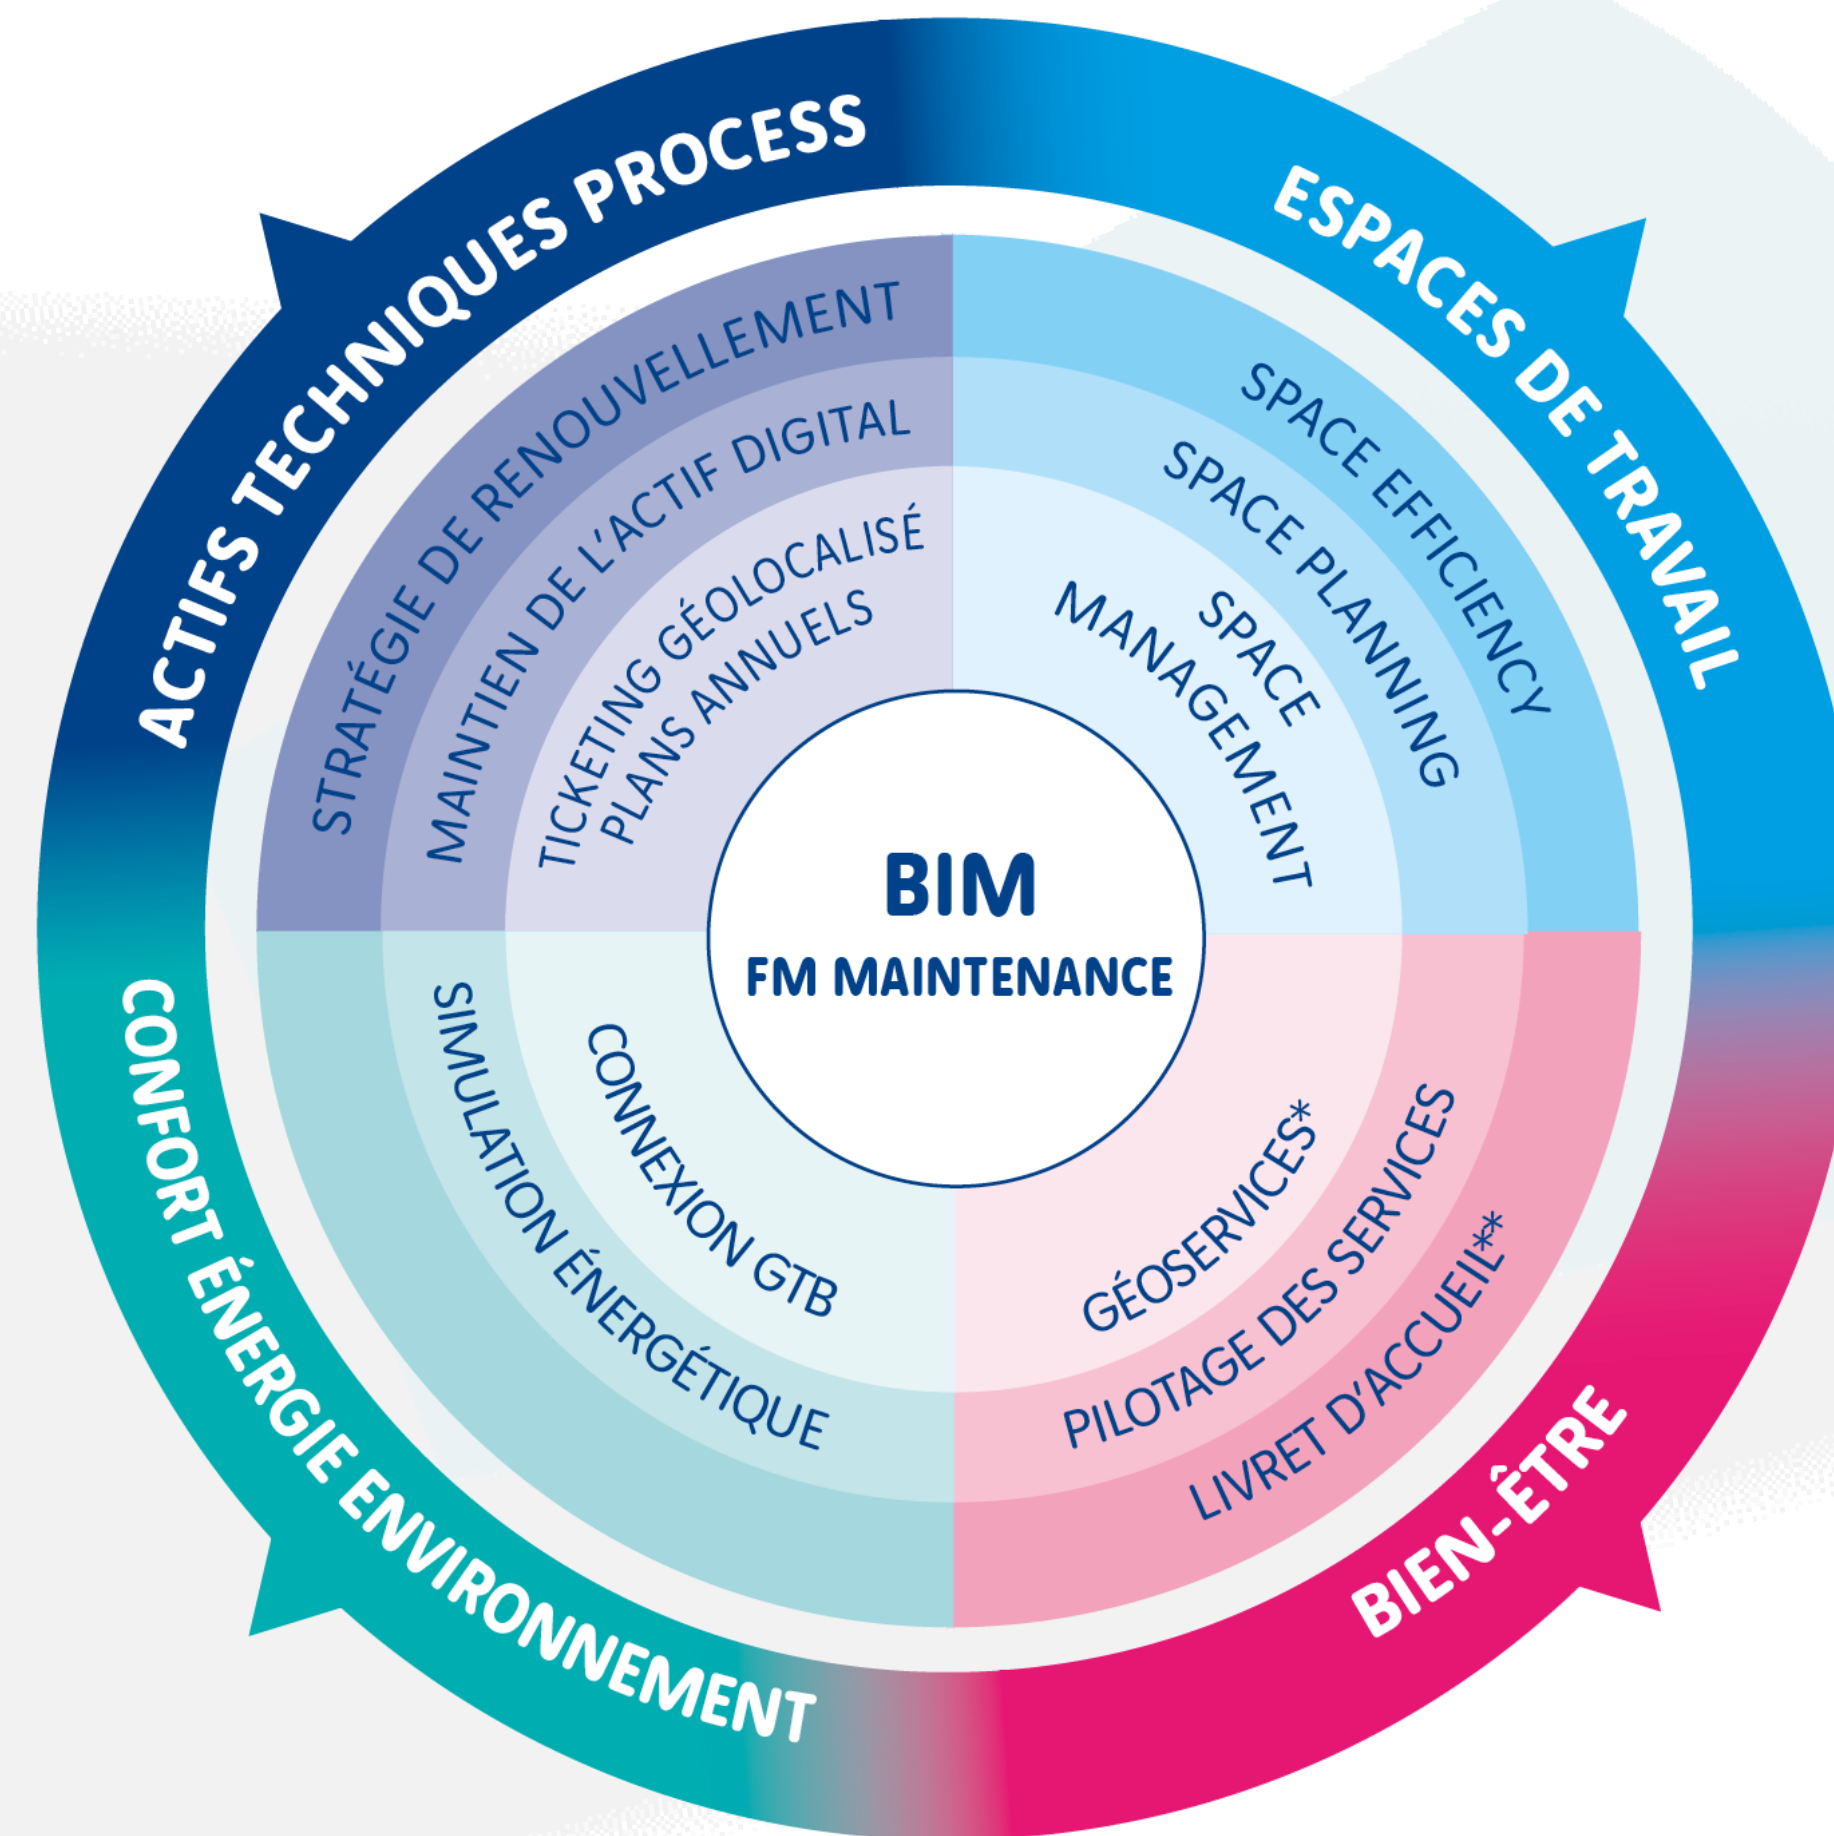 ACTIFS TECHNIQUES PROCESS
STRATÉGIE DE RENOUVELLEMENT
MAINTIEN DE L'ACTIF DIGITAL
TICKETING GÉOLOCALISÉ
PLANS ANNUELS
ESPACES DE TRAVAIL
SPACE EFFICIENCY
SPACE PLANNING
SPACE
MANAGEMENT
BIM
FM MAINTENANCE
CONFORT ÉNERGIE ENVIRONNEMENT
SIMULATION ÉNERGÉTIQUE
CONNEXION GTB
GÉOSERVICES*
PILOTAGE DES SERVICES
LIVRET D'ACCUEIL**
BIEN-ÊTRE